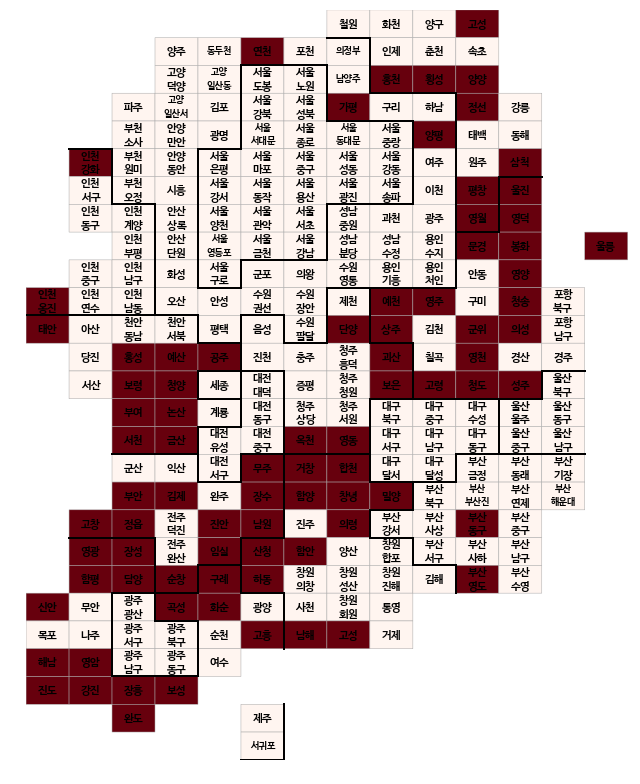 철원 화천 양구 고성
양주 동두천 연천 포천 의정부 인제 춘천 속초
고양 덕양 고양 일산동 서울 도봉 서울 노원 남양주 홍천 횡성 양양
파주 고양 일산서 김포 서울 강북 서울 성북 가평 구리 하남 정선 강릉
부천 소사 안양 만안 광명 서울 서대문 서울 종로 서울 동대문 서울 중랑 양평 태백 동해
인천 강화 부천 원미 안양 동안 서울 은평 서울 마포 서울 중구 서울 성동 서울 강동 여주 원주 삼척
인천 서구 부천 오정 시흥 서울 강서 서울 동작 서울 용산 서울 광진 서울 송파 이천 평창 울진
인천 동구 인천 계양 안산 상록 서울 양천 서울 관악 서울 서초 성남 중원 과천 광주 영월 영덕
인천 부평 안산 단원 서울 영등포 서울 금천 서울 강남 성남 분당 성남 수정 용인 수지 문경 봉화 울릉
인천 중구 인천 남구 화성 서울 구로 군포 의왕 수원 영통 용인 기흥 용인 처인 안동 영양
인천 옹진 인천 연수 인천 남동 오산 안성 수원 권선 수원 장안 제천 예천 영주 구미 청송 포항 북구
태안 아산 천안 동남 천안 서북 평택 음성 수원 팔달 단양 상주 김천 군위 의성 포항 남구
당진 홍성 예산 공주 진천 충주 청주 흥덕 괴산 칠곡 영천 경산 경주
서산 보령 청양 세종 대전 대덕 증평 청주 청원 보은 고령 청도 성주 울산 북구
부여 논산 계룡 대전 동구 청주 상당 청주 서원 대구 북구 대구 중구 대구 수성 울산 울주 울산 동구
서천 금산 대전 유성 대전 중구 옥천 영동 대구 서구 대구 남구 대구 동구 울산 중구 울산 남구
군산 익산 대전 서구 무주 거창 합천 대구 달서 대구 달성 부산 금정 부산 동래 부산 기장
부안 김제 완주 장수 함양 창녕 밀양 부산 북구 부산 부산진 부산 연제 부산 해운대
고창 정읍 전주 덕진 진안 남원 진주 의령 부산 강서 부산 사상 부산 동구 부산 중구
영광 장성 전주 완산 임실 산청 함안 양산 창원 합포 부산 서구 부산 사하 부산 남구
함평 담양 순창 구례 하동 창원 의창 창원 성산 창원 진해 김해 부산 영도 부산 수영
신안 무안 광주 광산 곡성 화순 광양 사천 창원 회원 통영
목포 나주 광주 서구 광주 북구 순천 고흥 남해 고성 거제
해남 영암 광주 남구 광주 동구 여수
진도 강진 장흥 보성
완도 제주
서귀포